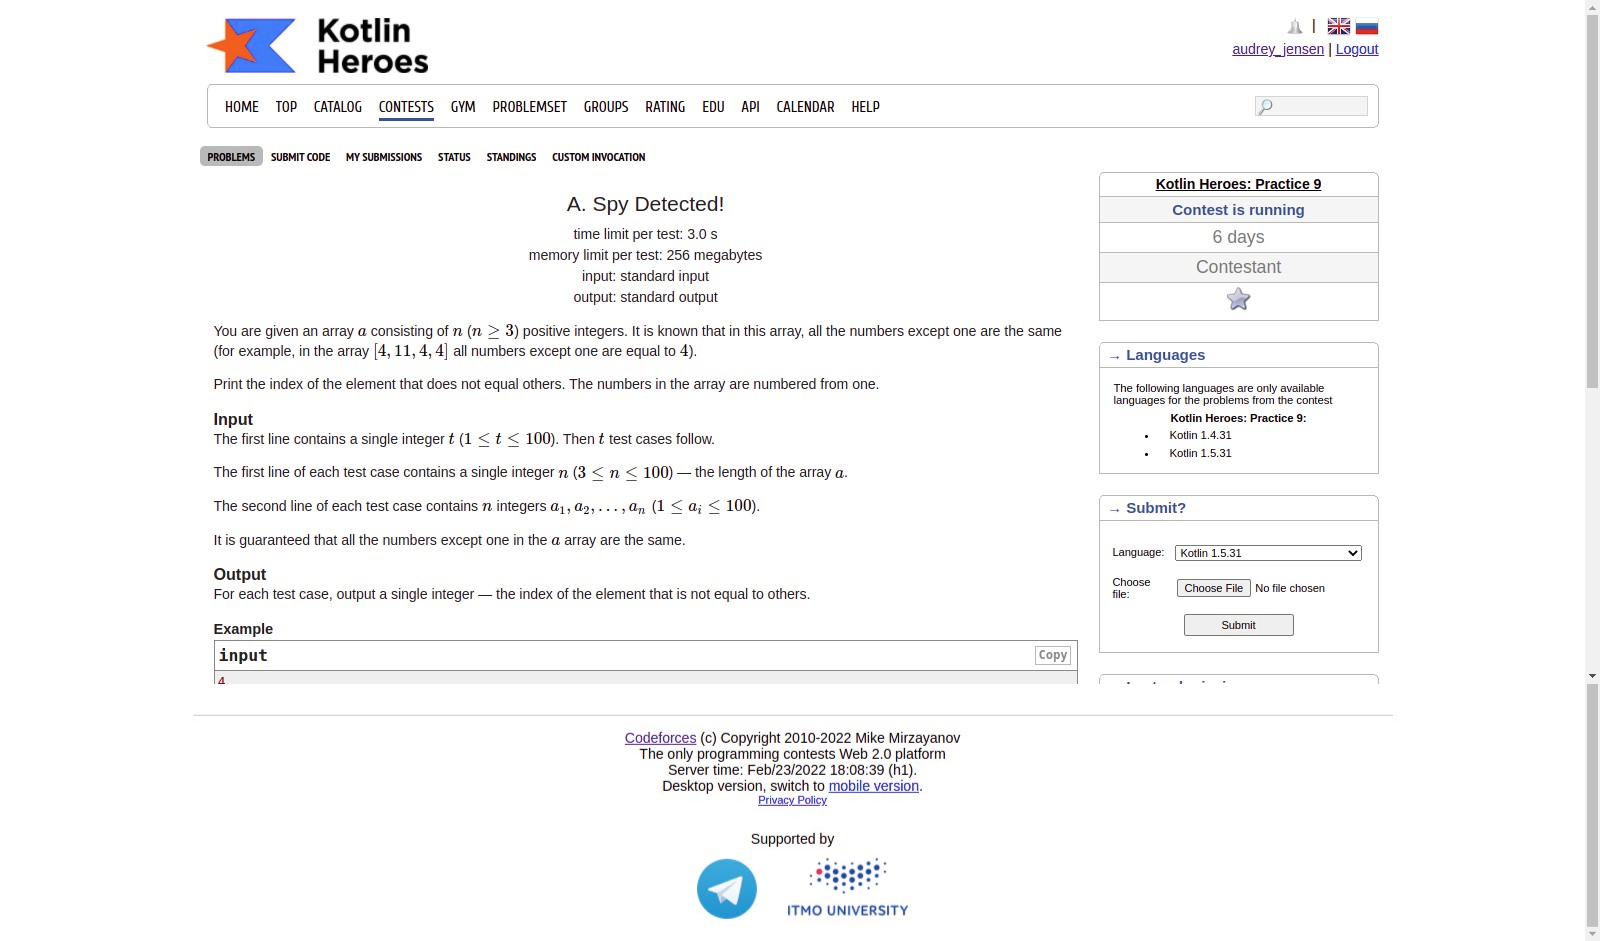 Kotlin
Heroes
|
audrey_jensen | Logout
HOME TOP CATALOG CONTESTS GYM PROBLEMSET GROUPS RATING EDU API CALENDAR HELP
PROBLEMS SUBMIT CODE MY SUBMISSIONS STATUS STANDINGS CUSTOM INVOCATION
A. Spy Detected!
time limit per test: 3.0 s
memory limit per test: 256 megabytes
input: standard input
output: standard output
You are given an array a consisting of n (n ≥ 3) positive integers. It is known that in this array, all the numbers except one are the same
(for example, in the array [4, 11, 4, 4] all numbers except one are equal to 4).
Print the index of the element that does not equal others. The numbers in the array are numbered from one.
Input
The first line contains a single integer t (1 ≤ t ≤ 100). Then t test cases follow.
The first line of each test case contains a single integer n (3 ≤ n ≤ 100) — the length of the array a.
The second line of each test case contains n integers a₁, a₂, …, aₙ (1 ≤ aᵢ ≤ 100).
It is guaranteed that all the numbers except one in the a array are the same.
Output
For each test case, output a single integer — the index of the element that is not equal to others.
Example
input Copy
4
Kotlin Heroes: Practice 9
Contest is running
6 days
Contestant
→ Languages
The following languages are only available
languages for the problems from the contest
Kotlin Heroes: Practice 9:
• Kotlin 1.4.31
• Kotlin 1.5.31
→ Submit?
Language: Kotlin 1.5.31
Choose
file: Choose File No file chosen
Submit
Codeforces (c) Copyright 2010-2022 Mike Mirzayanov
The only programming contests Web 2.0 platform
Server time: Feb/23/2022 18:08:39 (h1).
Desktop version, switch to mobile version.
Privacy Policy
Supported by
ITMO UNIVERSITY